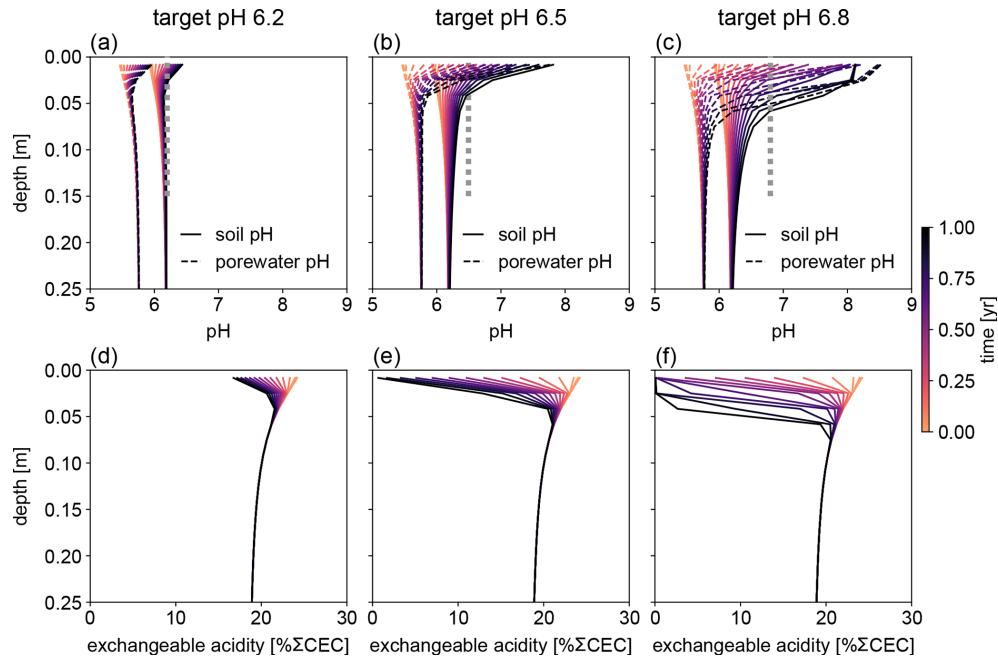 target pH 6.2 target pH 6.5 target pH 6.8
(a) (b) (c)
0.00
0.05
0.10
0.15
0.20
0.25
depth [m]
soil pH soil pH soil pH
porewater pH porewater pH porewater pH
5 6 7 8 9 5 6 7 8 9 5 6 7 8 9
pH pH pH
1.00
0.75
0.50
0.25
0.00
time [yr]
(d) (e) (f)
0.00
0.05
0.10
0.15
0.20
0.25
depth [m]
0 10 20 30 0 10 20 30 0 10 20 30
exchangeable acidity [%ΣCEC] exchangeable acidity [%ΣCEC] exchangeable acidity [%ΣCEC]